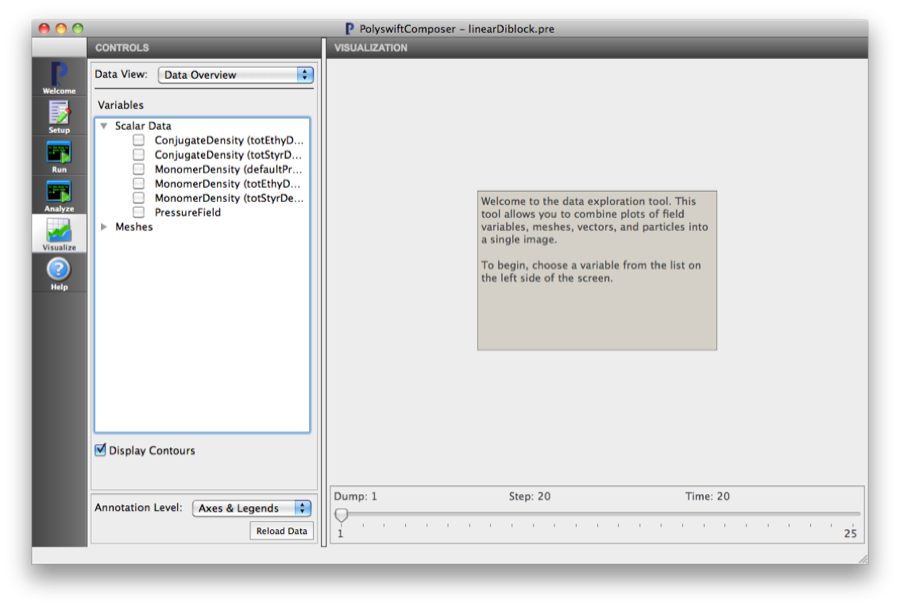 PolyswiftComposer - linearDiblock.pre
CONTROLS
VISUALIZATION
Welcome
Setup
Run
Analyze
Visualize
Help
Data View: Data Overview
Variables
Scalar Data
ConjugateDensity (totEthyD...
ConjugateDensity (totStyrD...
MonomerDensity (defaultPr...
MonomerDensity (totEthyD...
MonomerDensity (totStyrDe...
PressureField
Meshes
Display Contours
Annotation Level: Axes & Legends
Reload Data
Welcome to the data exploration tool. This
tool allows you to combine plots of field
variables, meshes, vectors, and particles into
a single image.
To begin, choose a variable from the list on
the left side of the screen.
Dump: 1 Step: 20 Time: 20
1 25